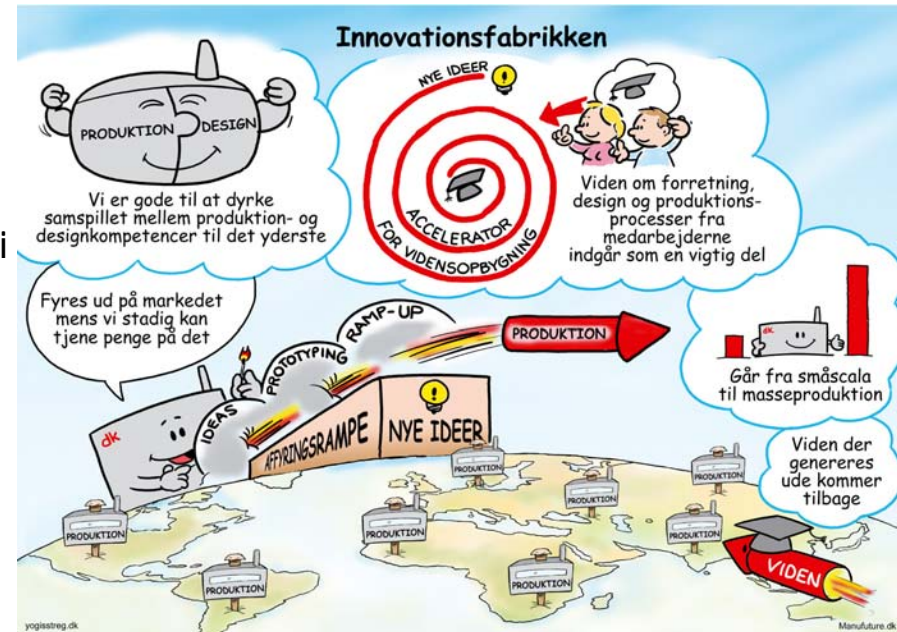 Innovationsfabrikken
PRODUKTION
DESIGN
Vi er gode til at dyrke
samspillet mellem produktion- og
designkompetencer til det yderste
NYE IDEER
ACCELERATOR
FOR VIDENSOPBYGNING
Viden om forretning,
design og produktions-
processer fra
medarbejderne
indgår som en vigtig del
i
Fyres ud på markedet
mens vi stadig kan
tjene penge på det
dk
IDEAS
PROTOTYPING
RAMP-UP
PRODUKTION
AFFYRINGSRAMPE
NYE IDEER
dk
Går fra småscala
til masseproduktion
Viden der
genereres
ude kommer
tilbage
PRODUKTION
PRODUKTION
PRODUKTION
PRODUKTION
PRODUKTION
PRODUKTION
PRODUKTION
PRODUKTION
VIDEN
yogisstreg.dk
Manufuture.dk